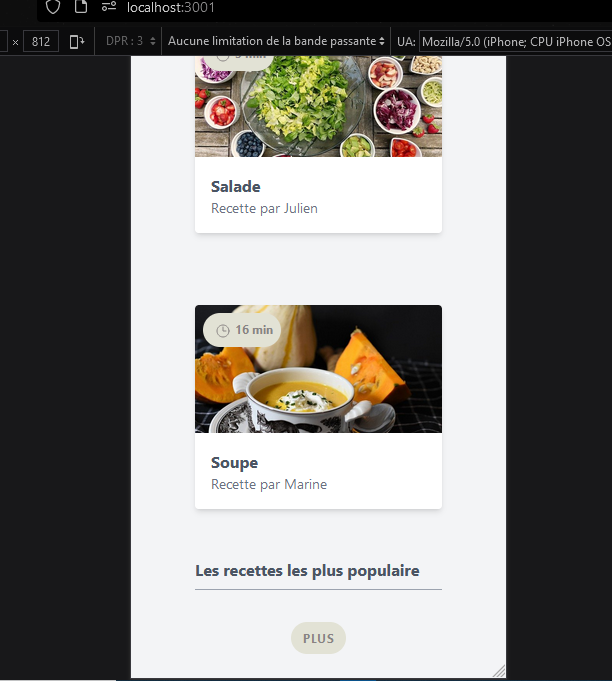 localhost:3001
× 812 DPR : 3 Aucune limitation de la bande passante UA: Mozilla/5.0 (iPhone; CPU iPhone OS
Salade
Recette par Julien
16 min
Soupe
Recette par Marine
Les recettes les plus populaire
PLUS